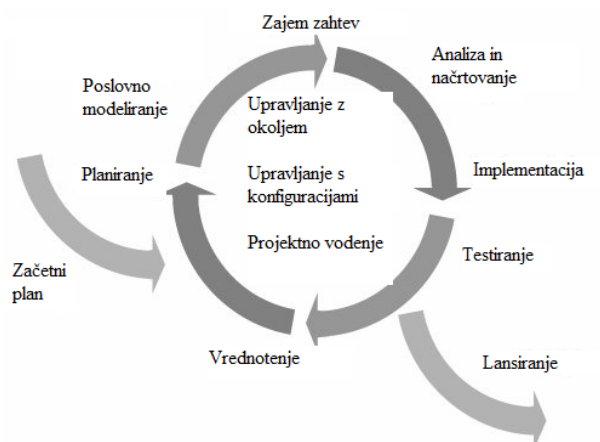 Zajem zahtev
Analiza in
načrtovanje
Poslovno
modeliranje
Upravljanje z
okoljem
Planiranje
Upravljanje s
konfiguracijami
Implementacija
Projektno vodenje
Testiranje
Začetni
plan
Vrednotenje
Lansiranje